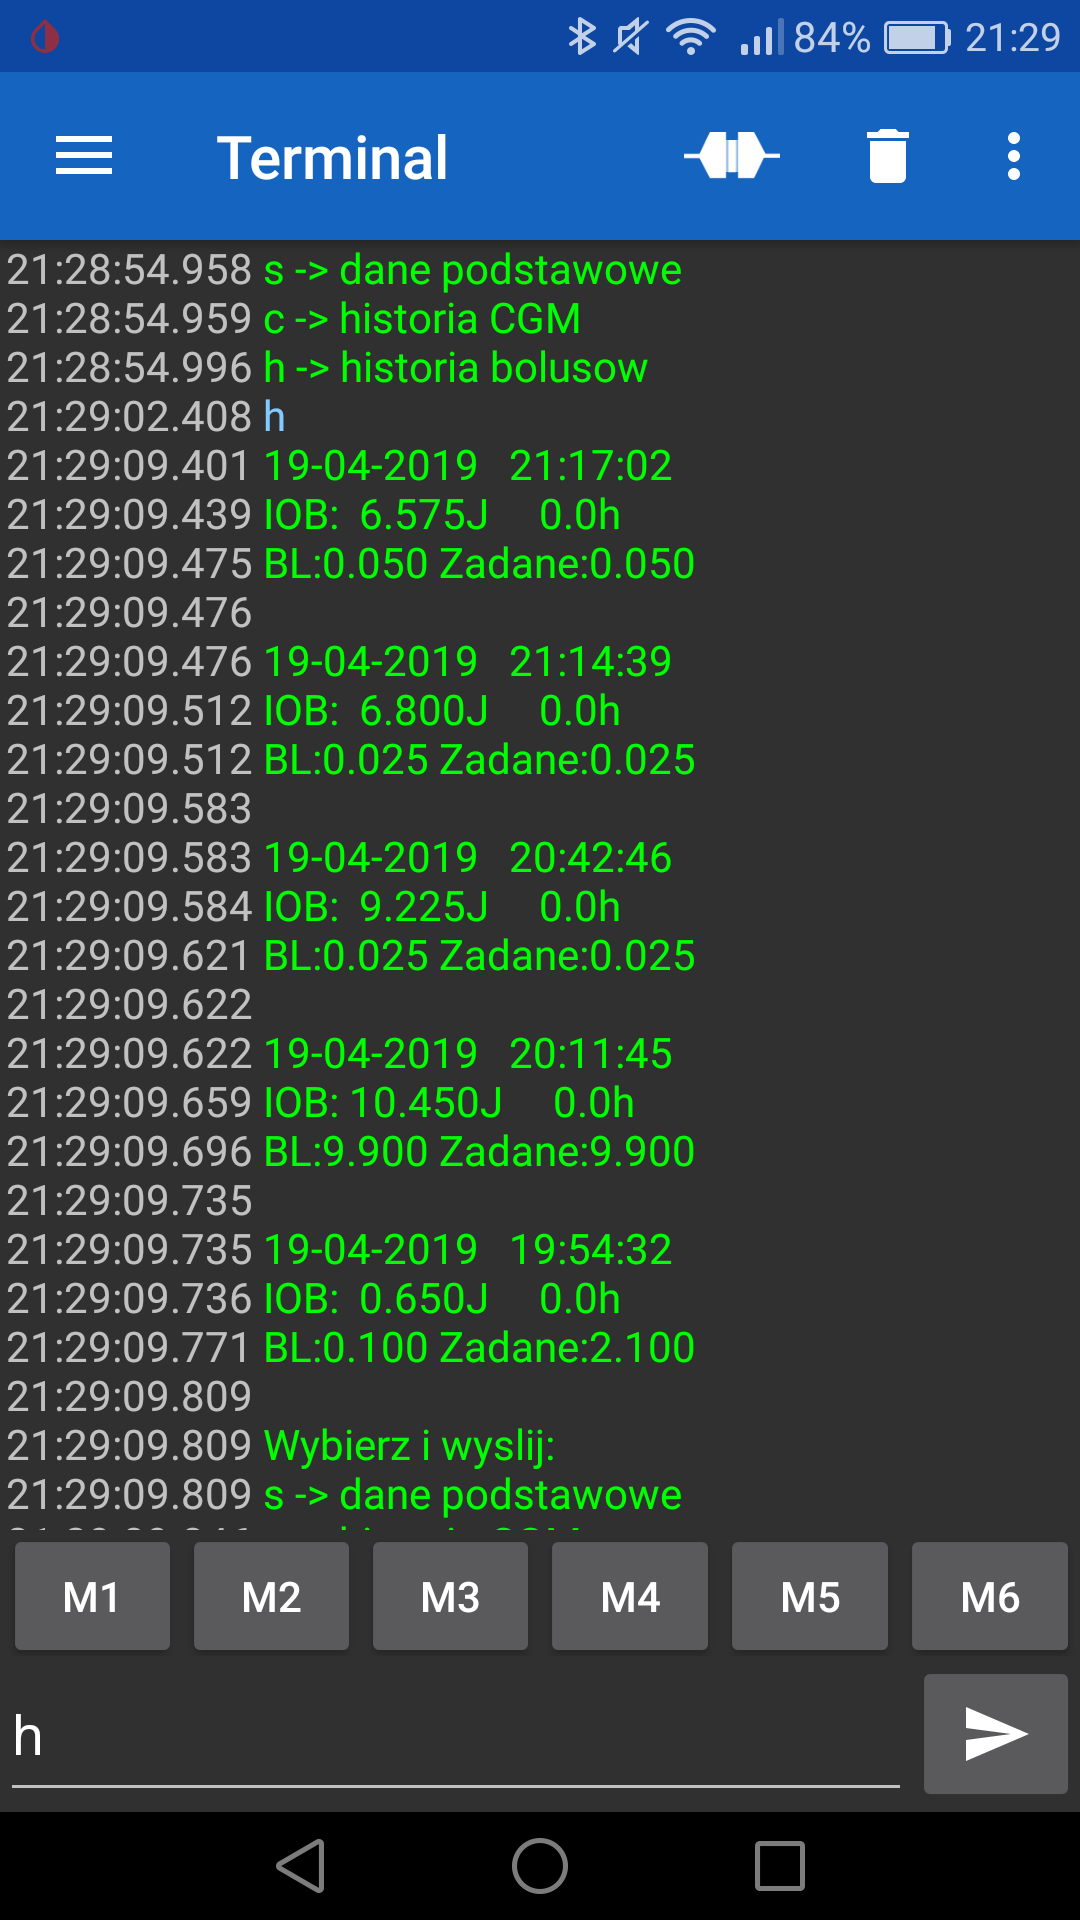 84% 21:29
Terminal
21:28:54.958 s -> dane podstawowe
21:28:54.959 c -> historia CGM
21:28:54.996 h -> historia bolusow
21:29:02.408 h
21:29:09.401 19-04-2019 21:17:02
21:29:09.439 IOB: 6.575J 0.0h
21:29:09.475 BL:0.050 Zadane:0.050
21:29:09.476
21:29:09.476 19-04-2019 21:14:39
21:29:09.512 IOB: 6.800J 0.0h
21:29:09.512 BL:0.025 Zadane:0.025
21:29:09.583
21:29:09.583 19-04-2019 20:42:46
21:29:09.584 IOB: 9.225J 0.0h
21:29:09.621 BL:0.025 Zadane:0.025
21:29:09.622
21:29:09.622 19-04-2019 20:11:45
21:29:09.659 IOB: 10.450J 0.0h
21:29:09.696 BL:9.900 Zadane:9.900
21:29:09.735
21:29:09.735 19-04-2019 19:54:32
21:29:09.736 IOB: 0.650J 0.0h
21:29:09.771 BL:0.100 Zadane:2.100
21:29:09.809
21:29:09.809 Wybierz i wyslij:
21:29:09.809 s -> dane podstawowe
M1 M2 M3 M4 M5 M6
h